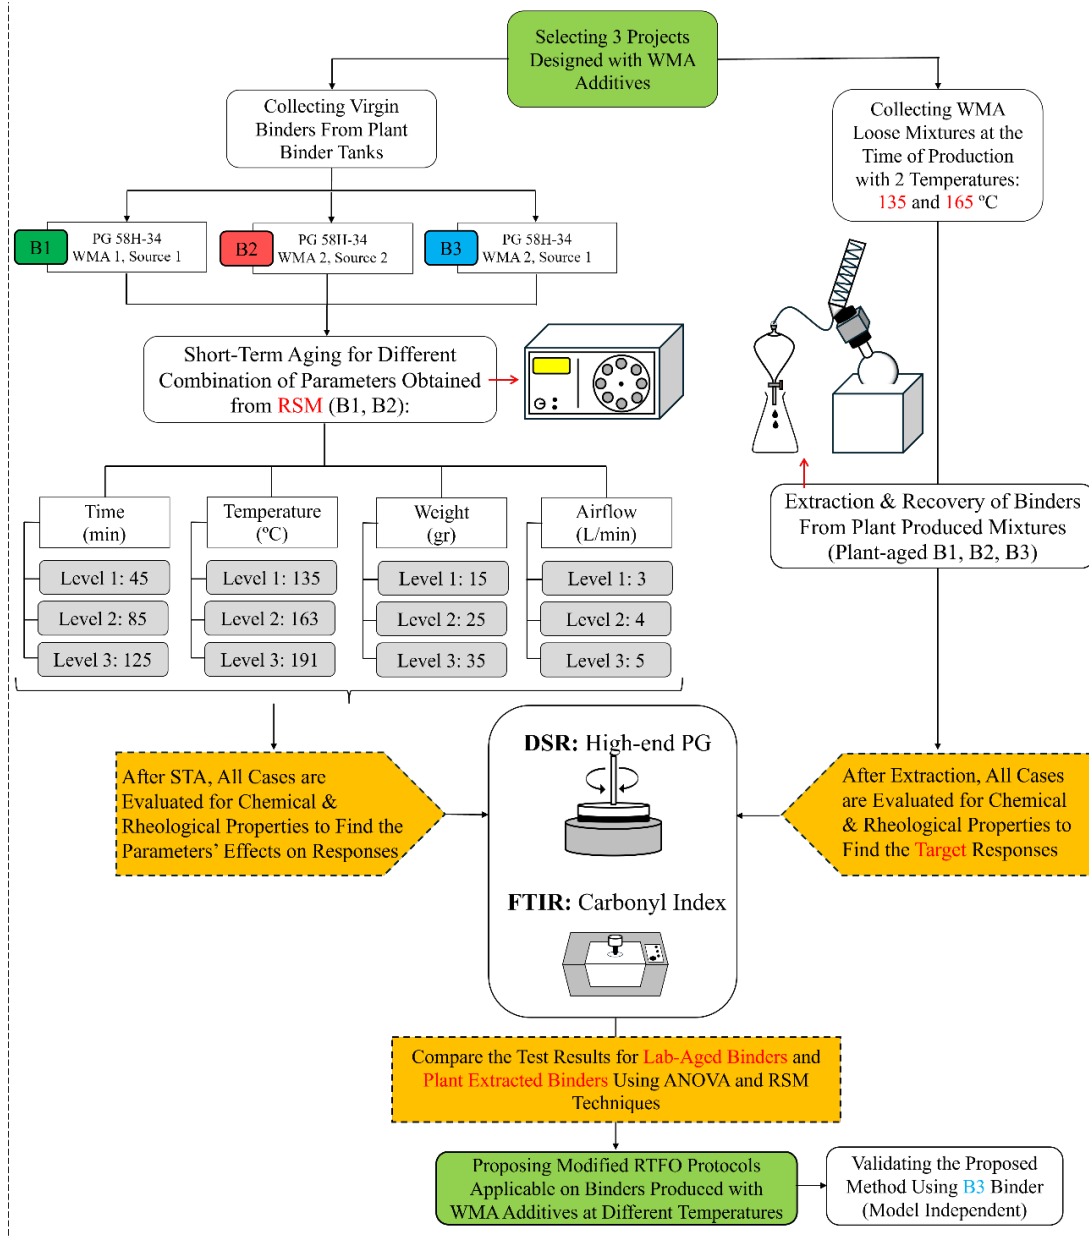 Selecting 3 Projects
Designed with WMA
Additives
Collecting Virgin
Binders From Plant
Binder Tanks
Collecting WMA
Loose Mixtures at the
Time of Production
with 2 Temperatures:
135 and 165 ºC
B1
PG 58H-34
WMA 1, Source 1
B2
PG 58H-34
WMA 2, Source 2
B3
PG 58H-34
WMA 2, Source 1
Short-Term Aging for Different
Combination of Parameters Obtained
from RSM (B1, B2):
Extraction & Recovery of Binders
From Plant Produced Mixtures
(Plant-aged B1, B2, B3)
Time
(min)
Level 1: 45
Level 2: 85
Level 3: 125
Temperature
(ºC)
Level 1: 135
Level 2: 163
Level 3: 191
Weight
(gr)
Level 1: 15
Level 2: 25
Level 3: 35
Airflow
(L/min)
Level 1: 3
Level 2: 4
Level 3: 5
After STA, All Cases are
Evaluated for Chemical &
Rheological Properties to Find the
Parameters' Effects on Responses
DSR: High-end PG
FTIR: Carbonyl Index
After Extraction, All Cases
are Evaluated for Chemical
& Rheological Properties to
Find the Target Responses
Compare the Test Results for Lab-Aged Binders and
Plant Extracted Binders Using ANOVA and RSM
Techniques
Proposing Modified RTFO Protocols
Applicable on Binders Produced with
WMA Additives at Different Temperatures
Validating the Proposed
Method Using B3 Binder
(Model Independent)